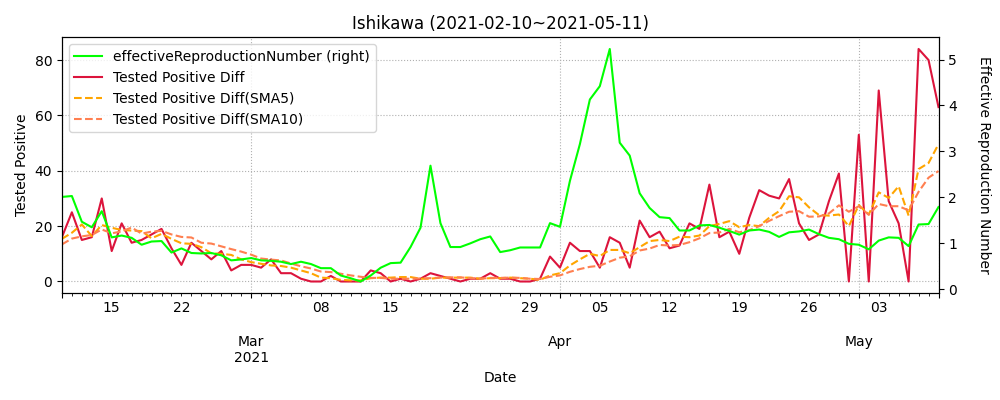 Ishikawa (2021-02-10~2021-05-11)
effectiveReproductionNumber (right)
Tested Positive Diff
Tested Positive Diff(SMA5)
Tested Positive Diff(SMA10)
Tested Positive
80
60
40
20
0
5
4
3
2
1
0
Effective Reproduction Number
15 22 08 15 22 29 05 12 19 26 03
Mar Apr May
2021
Date